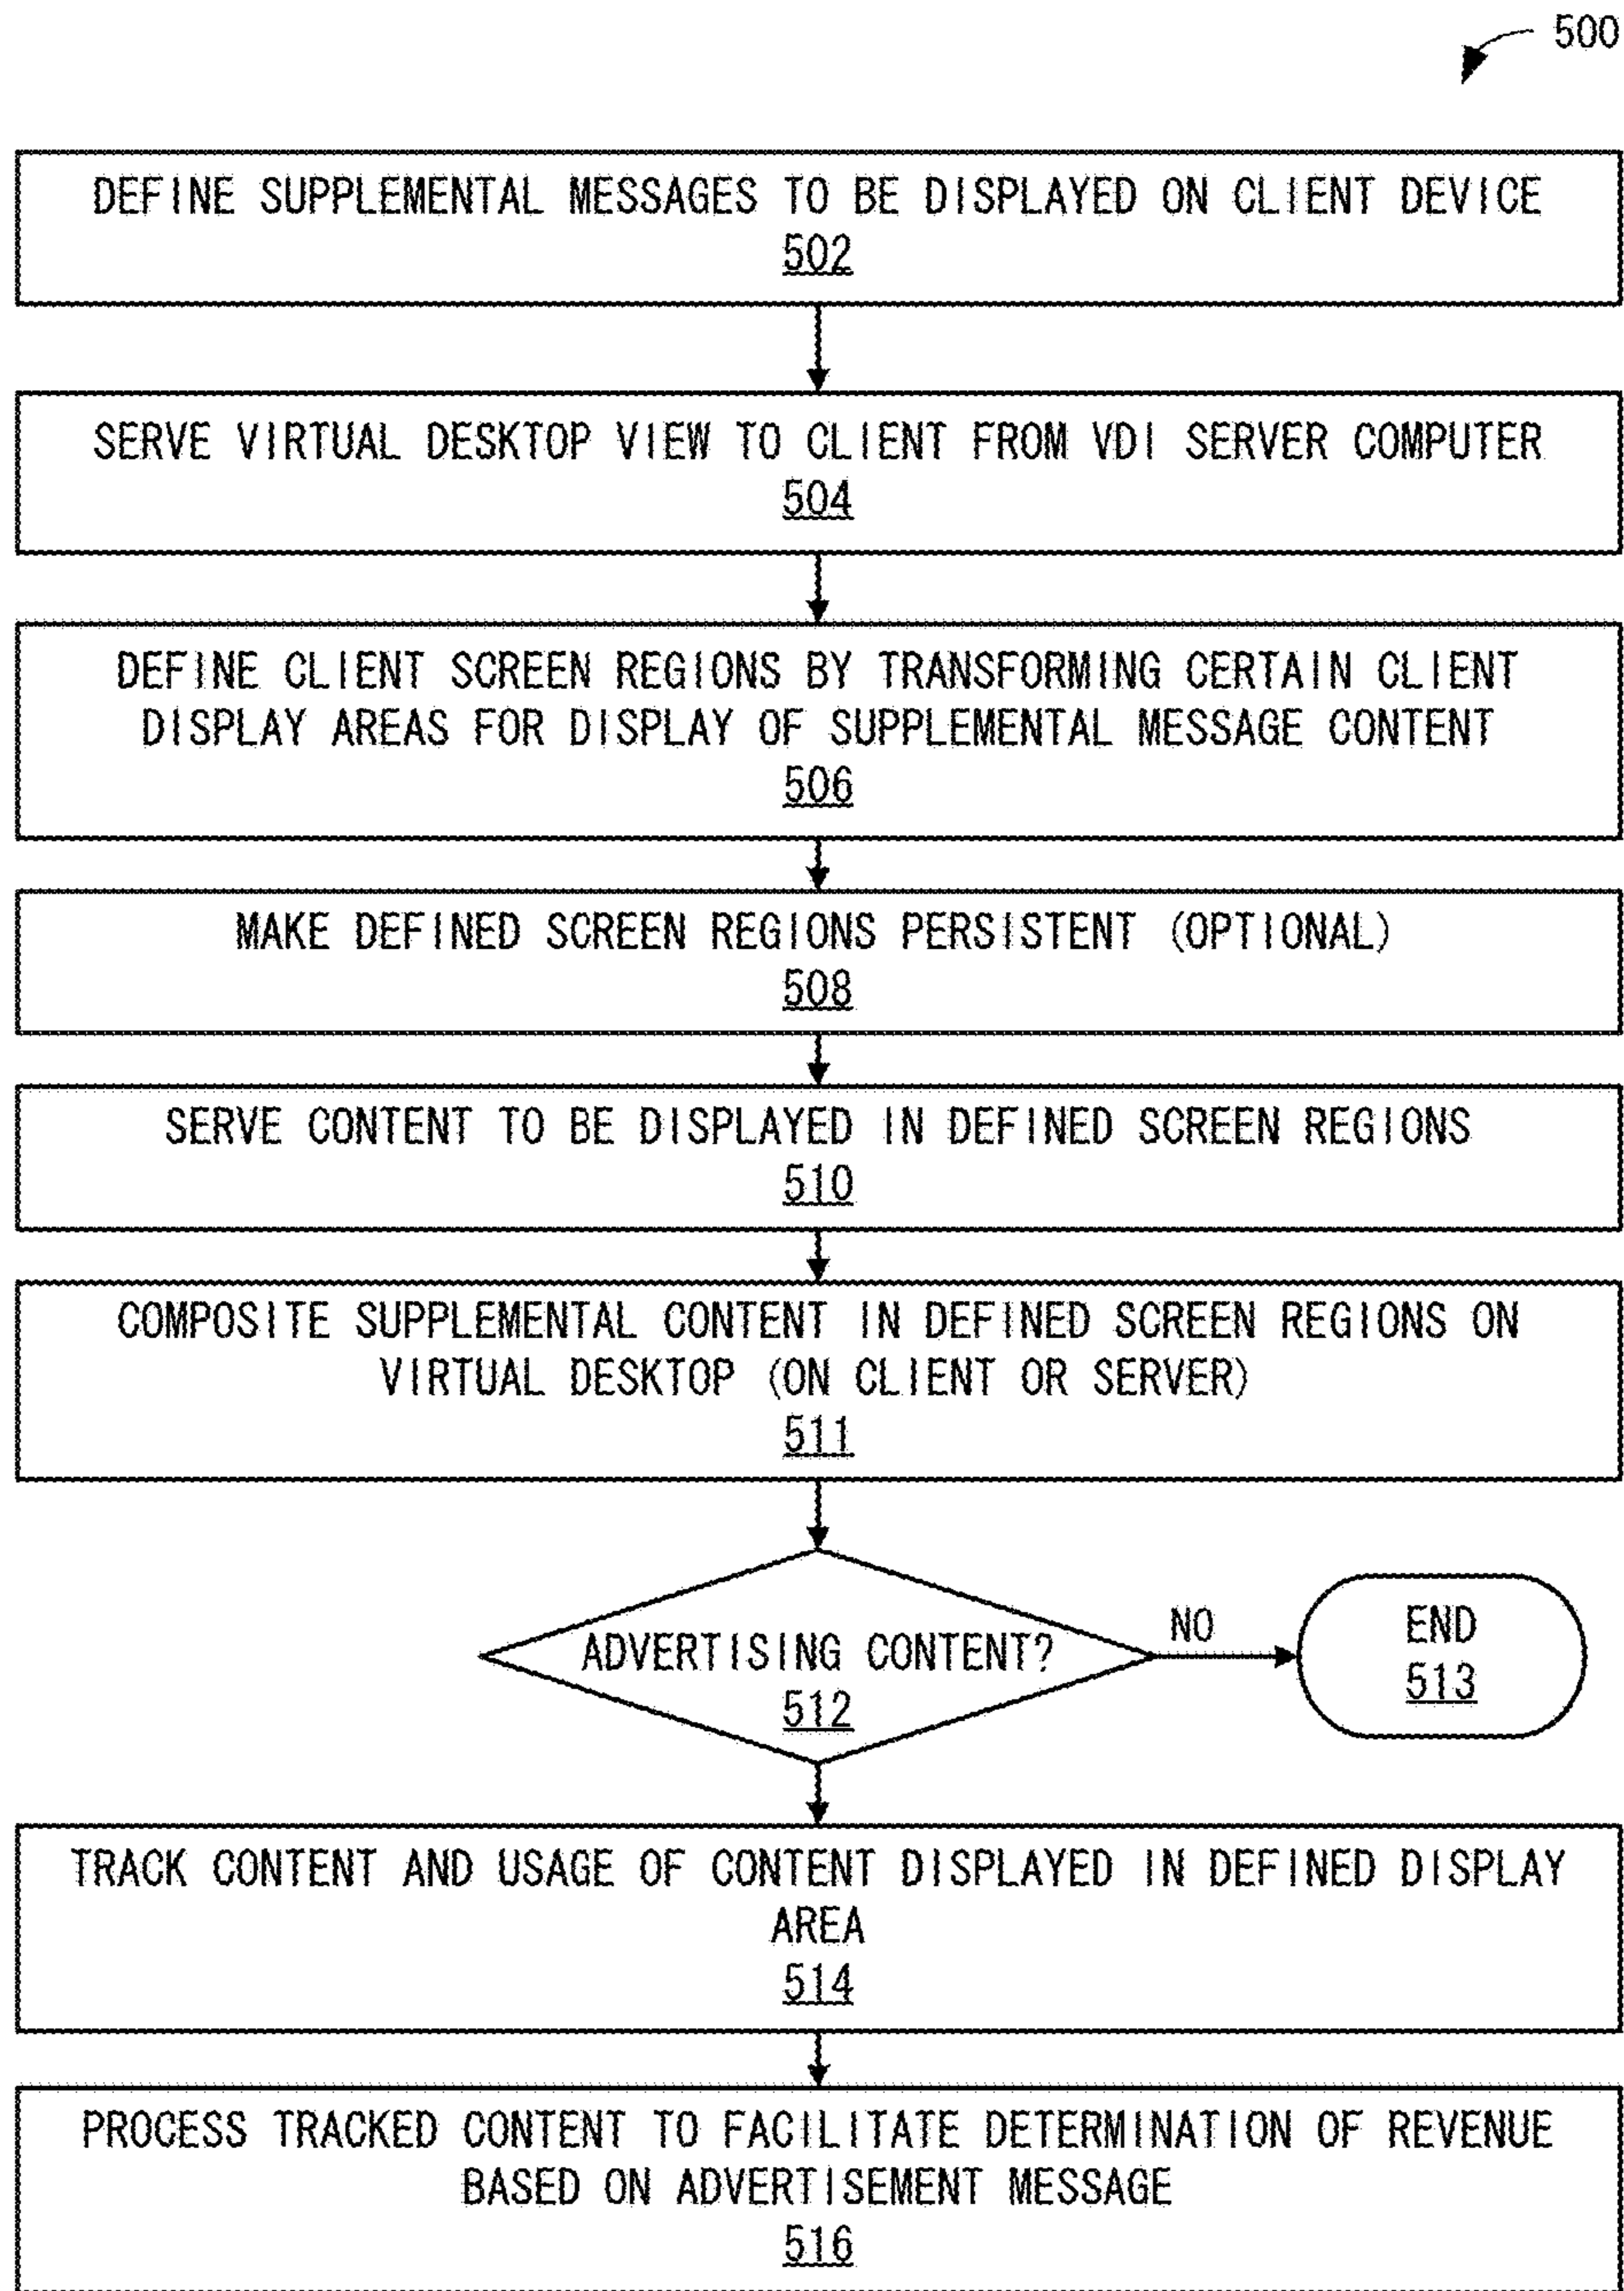 500
DEFINE SUPPLEMENTAL MESSAGES TO BE DISPLAYED ON CLIENT DEVICE
502
SERVE VIRTUAL DESKTOP VIEW TO CLIENT FROM VDI SERVER COMPUTER
504
DEFINE CLIENT SCREEN REGIONS BY TRANSFORMING CERTAIN CLIENT
DISPLAY AREAS FOR DISPLAY OF SUPPLEMENTAL MESSAGE CONTENT
506
MAKE DEFINED SCREEN REGIONS PERSISTENT (OPTIONAL)
508
SERVE CONTENT TO BE DISPLAYED IN DEFINED SCREEN REGIONS
510
COMPOSITE SUPPLEMENTAL CONTENT IN DEFINED SCREEN REGIONS ON
VIRTUAL DESKTOP (ON CLIENT OR SERVER)
511
ADVERTISING CONTENT?
512
NO
END
513
TRACK CONTENT AND USAGE OF CONTENT DISPLAYED IN DEFINED DISPLAY
AREA
514
PROCESS TRACKED CONTENT TO FACILITATE DETERMINATION OF REVENUE
BASED ON ADVERTISEMENT MESSAGE
516